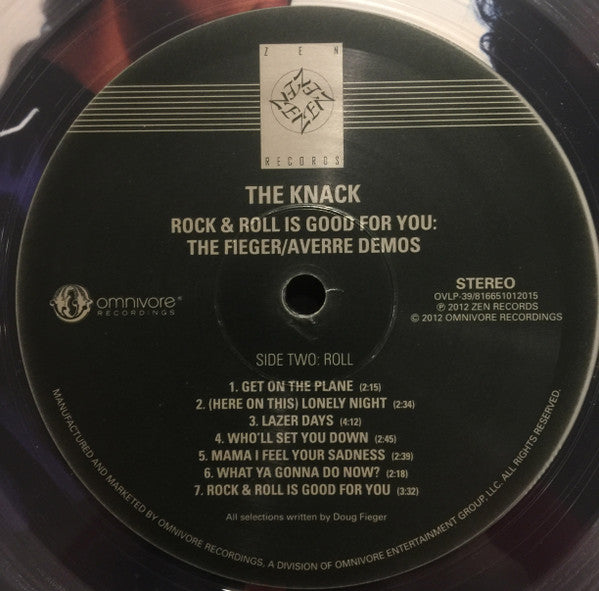 ZEN
ZEN ZEN ZEN ZEN
RECORDS
THE KNACK
ROCK & ROLL IS GOOD FOR YOU:
THE FIEGER/AVERRE DEMOS
omnivore®
RECORDINGS
STEREO
OVLP-39/816651012015
℗ 2012 ZEN RECORDS
© 2012 OMNIVORE RECORDINGS
SIDE TWO: ROLL
1. GET ON THE PLANE (2:15)
2. (HERE ON THIS) LONELY NIGHT (2:34)
3. LAZER DAYS (4:12)
4. WHO'LL SET YOU DOWN (2:45)
5. MAMA I FEEL YOUR SADNESS (2:39)
6. WHAT YA GONNA DO NOW? (2:18)
7. ROCK & ROLL IS GOOD FOR YOU (3:32)
All selections written by Doug Fieger
MANUFACTURED AND MARKETED BY OMNIVORE RECORDINGS, A DIVISION OF OMNIVORE ENTERTAINMENT GROUP, LLC. ALL RIGHTS RESERVED.